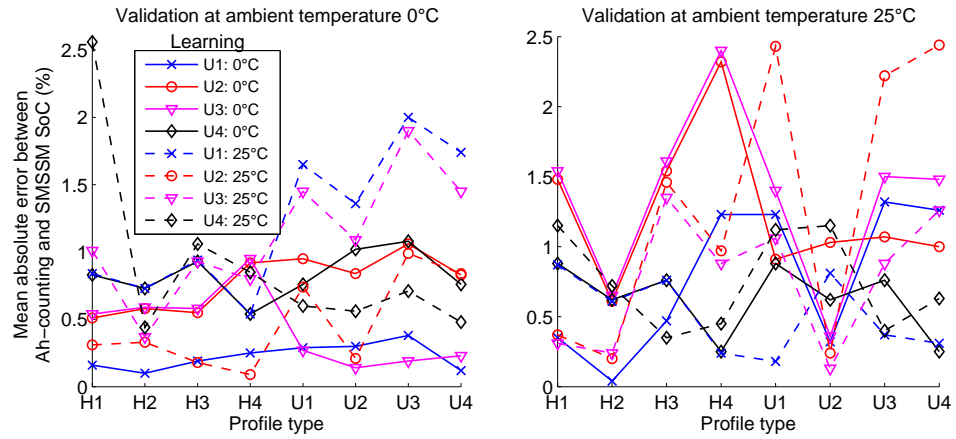 Validation at ambient temperature 0°C
Validation at ambient temperature 25°C
Mean absolute error between
Ah−counting and SMSSM SoC (%)
2.5
2
1.5
1
0.5
0
Learning
U1: 0°C
U2: 0°C
U3: 0°C
U4: 0°C
U1: 25°C
U2: 25°C
U3: 25°C
U4: 25°C
H1 H2 H3 H4 U1 U2 U3 U4
Profile type
2.5
2
1.5
1
0.5
0
H1 H2 H3 H4 U1 U2 U3 U4
Profile type